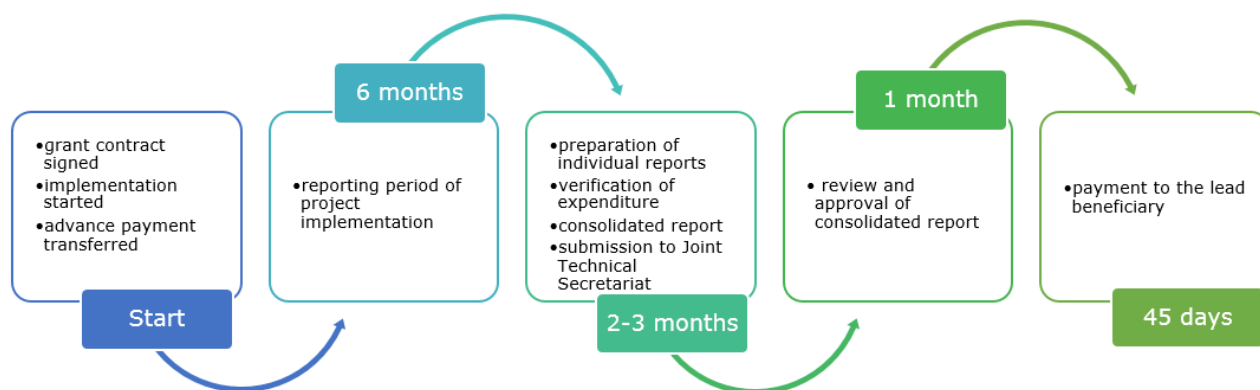 •grant contract
signed
•implementation
started
•advance payment
transferred
Start
6 months
•reporting period of
project
implementation
•preparation of
individual reports
•verification of
expenditure
•consolidated report
•submission to Joint
Technical
Secretariat
2-3 months
1 month
• review and
approval of
consolidated report
•payment to the lead
beneficiary
45 days